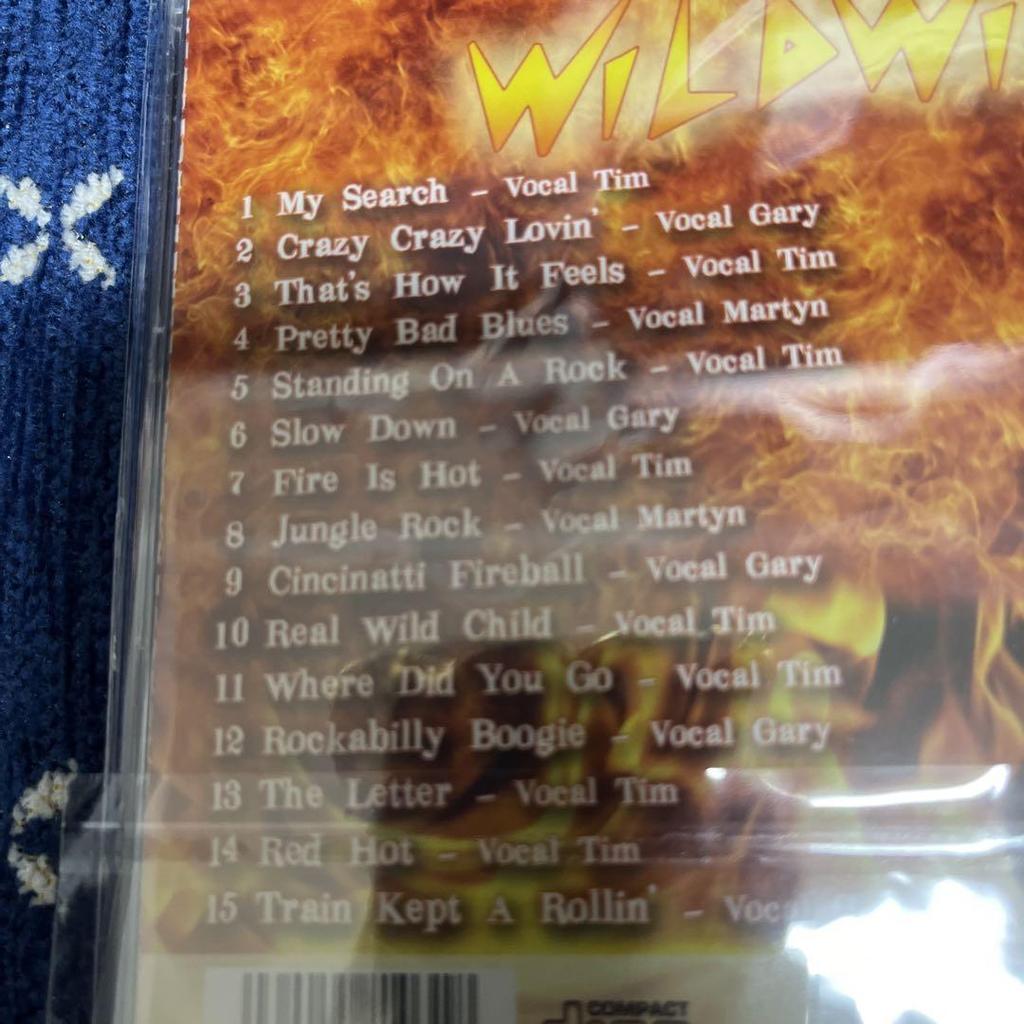 WILDWI
1 My Search - Vocal Tim
2 Crazy Crazy Lovin' - Vocal Gary
3 That's How It Feels - Vocal Tim
4 Pretty Bad Blues - Vocal Martyn
5 Standing On A Rock - Vocal Tim
6 Slow Down - Vocal Gary
7 Fire Is Hot - Vocal Tim
8 Jungle Rock - Vocal Martyn
9 Cincinatti Fireball - Vocal Gary
10 Real Wild Child - Vocal Tim
11 Where Did You Go - Vocal Tim
12 Rockabilly Boogie - Vocal Gary
13 The Letter - Vocal Tim
14 Red Hot - Vocal Tim
15 Train Kept A Rollin' -
COMPACT